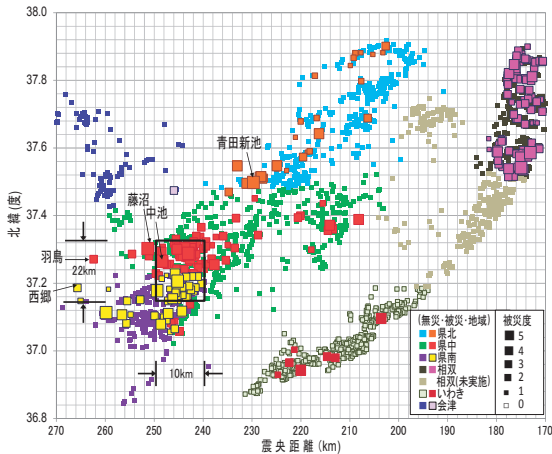 38.0
37.8
37.6
37.4
37.2
37.0
36.8
北緯(度)
270 260 250 240 230 220 210 200 190 180 170
震央距離(km)
青田新池
藤沼
中池
羽鳥
22km
西郷
10km
(無災・被災・地域)
県北
県中
県南
相双
相双(未実施)
いわき
会津
被災度
5
4
3
2
1
0